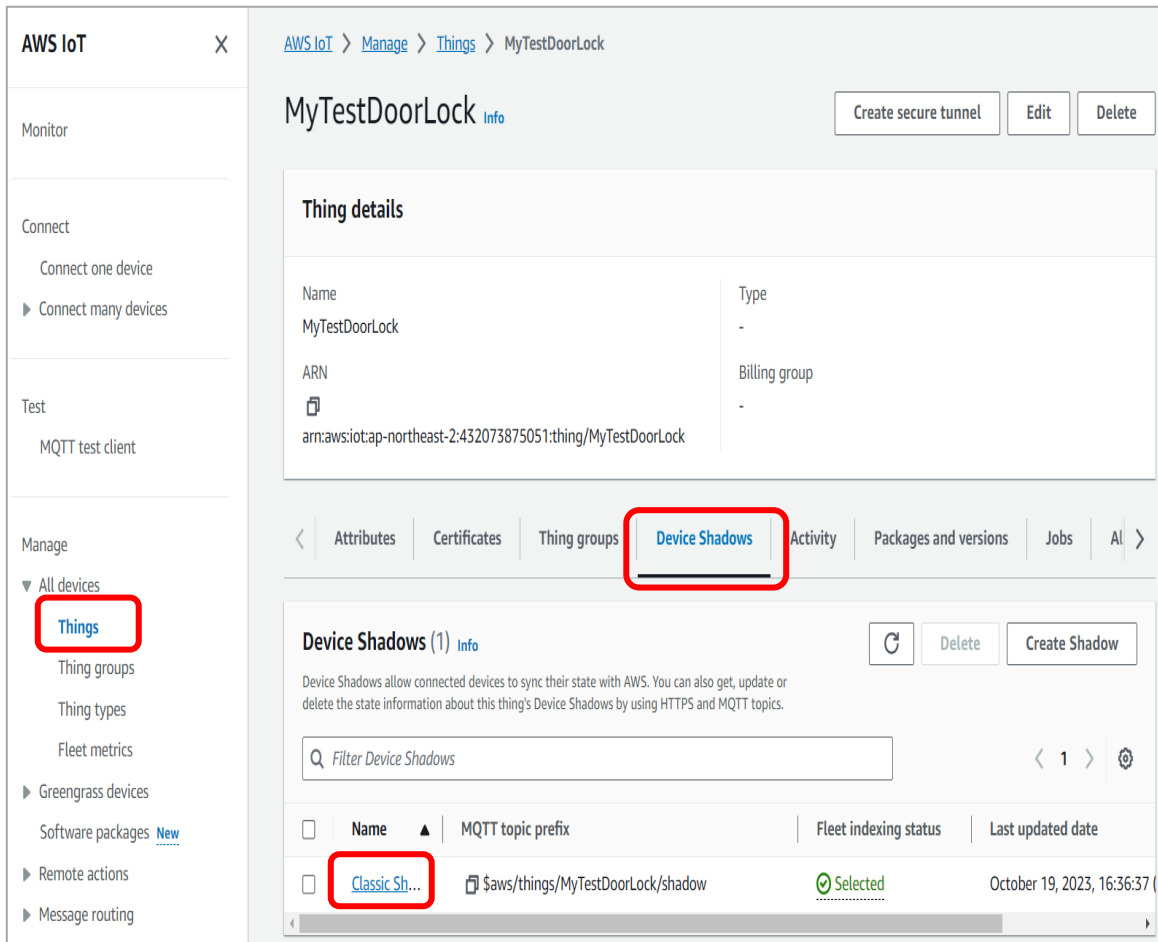 AWS IoT
AWS IoT > Manage > Things > MyTestDoorLock
MyTestDoorLock Info
Create secure tunnel
Edit
Delete
Monitor
Connect
Connect one device
Connect many devices
Test
MQTT test client
Manage
All devices
Things
Thing groups
Thing types
Fleet metrics
Greengrass devices
Software packages New
Remote actions
Message routing
Thing details
Name
MyTestDoorLock
Type
-
ARN
arn:aws:iot:ap-northeast-2:432073875051:thing/MyTestDoorLock
Billing group
-
Attributes
Certificates
Thing groups
Device Shadows
Activity
Packages and versions
Jobs
Al
Device Shadows (1) Info
Delete
Create Shadow
Device Shadows allow connected devices to sync their state with AWS. You can also get, update or
delete the state information about this thing's Device Shadows by using HTTPS and MQTT topics.
Filter Device Shadows
1
Name
MQTT topic prefix
Fleet indexing status
Last updated date
Classic Sh...
$aws/things/MyTestDoorLock/shadow
Selected
October 19, 2023, 16:36:37 (